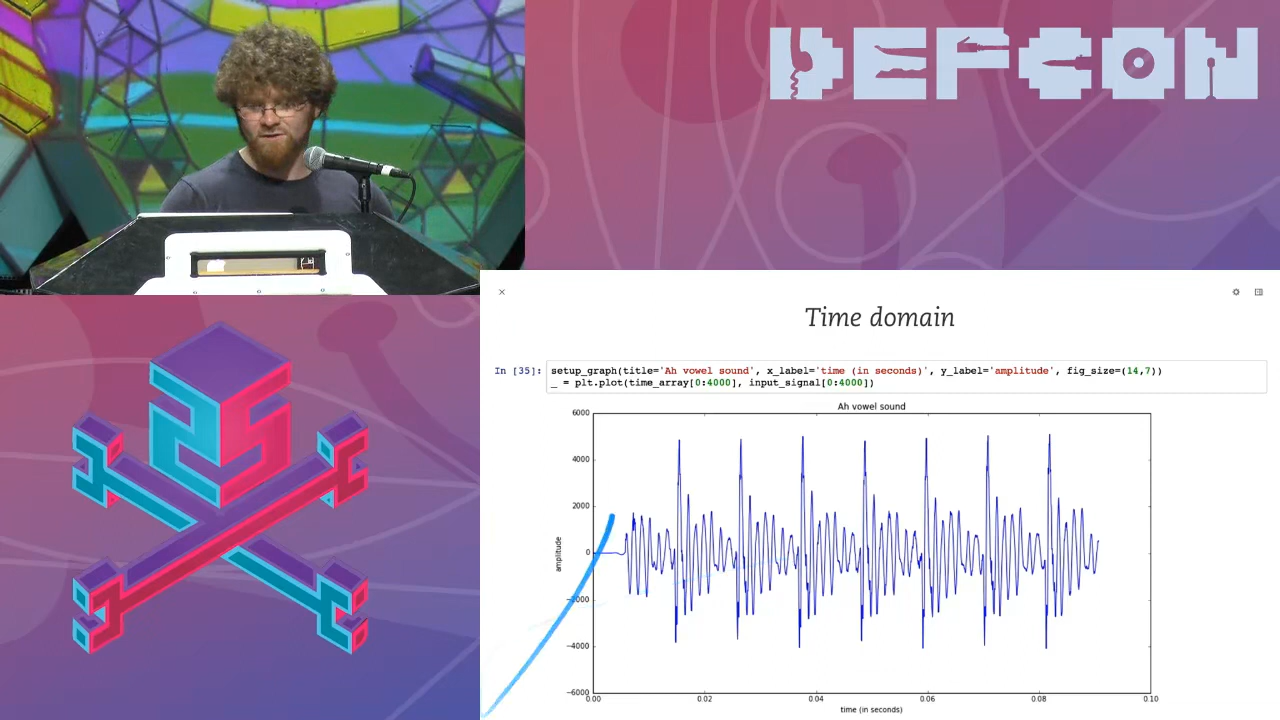 DEFCON
25
Time domain
In [35]:
setup_graph(title='Ah vowel sound', x_label='time (in seconds)', y_label='amplitude', fig_size=(14,7))
_ = plt.plot(time_array[0:4000], input_signal[0:4000])
Ah vowel sound
6000
4000
2000
0
−2000
−4000
−6000
amplitude
0.00 0.02 0.04 0.06 0.08 0.10
time (in seconds)